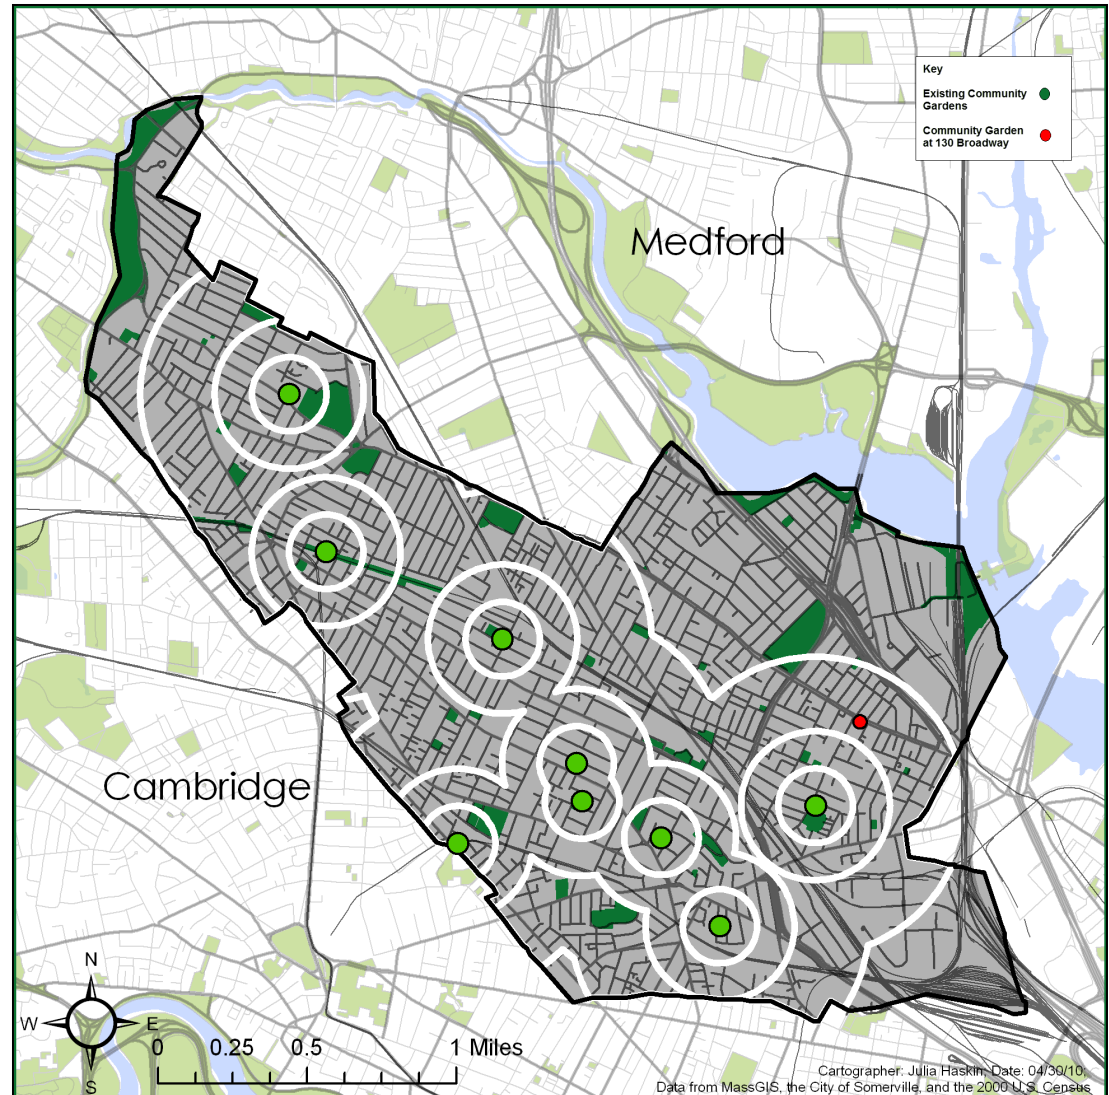 Key
Existing Community
Gardens
Community Garden
at 130 Broadway
Medford
Cambridge
N
W
E
S
0
0.25
0.5
1 Miles
Cartographer: Julia Haskin; Date: 04/30/10;
Data from MassGIS, the City of Somerville, and the 2000 U.S. Census